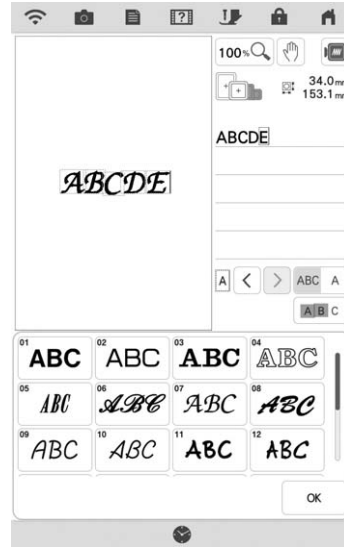 ?
100%
34.0mm
153.1mm
ABCDE
ABCDE
A < > ABC A
A B C
01 ABC
02 ABC
03 ABC
04 ABC
05 ABC
06 ABC
07 ABC
08 ABC
09 ABC
10 ABC
11 ABC
12 ABC
OK